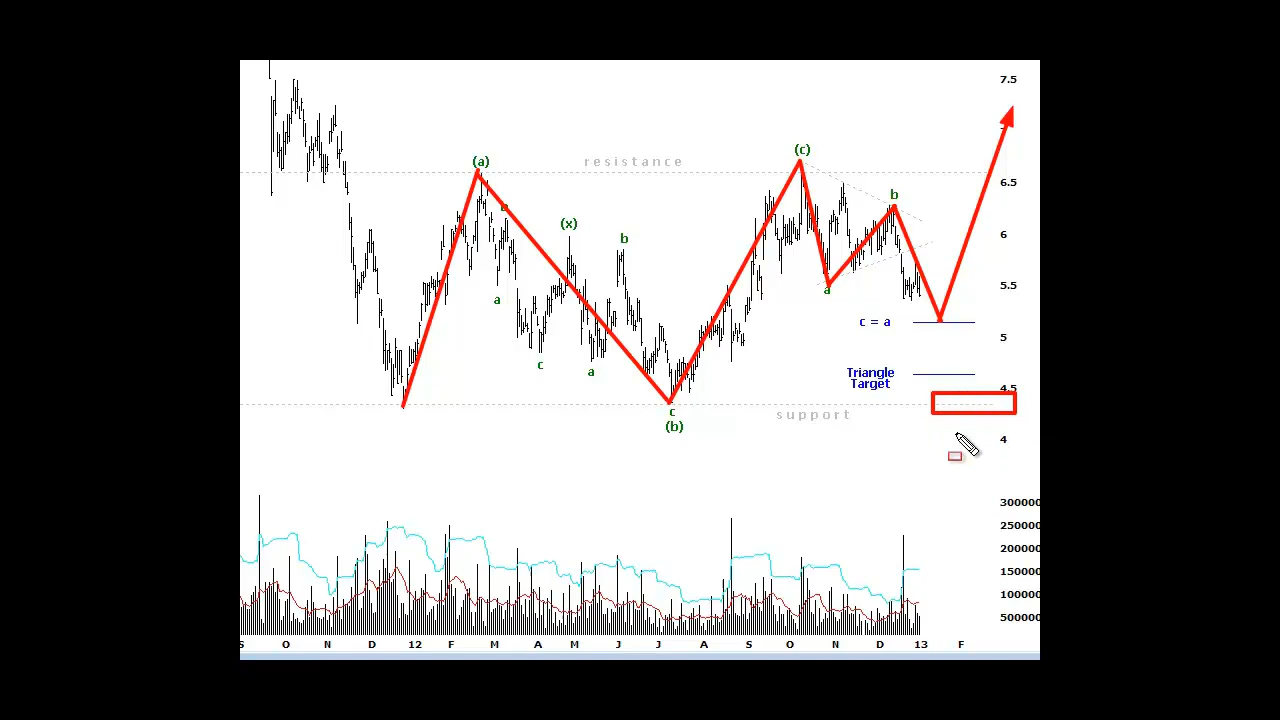 7.5
(c)
(a)
resistance
7
6.5
b
b
(x)
b
6
a
a
5.5
c = a
5
c
a
Triangle
Target
4.5
c
support
(b)
4
300000
250000
200000
150000
100000
500000
S O N D 12 F M A M J J A S O N D 13 F